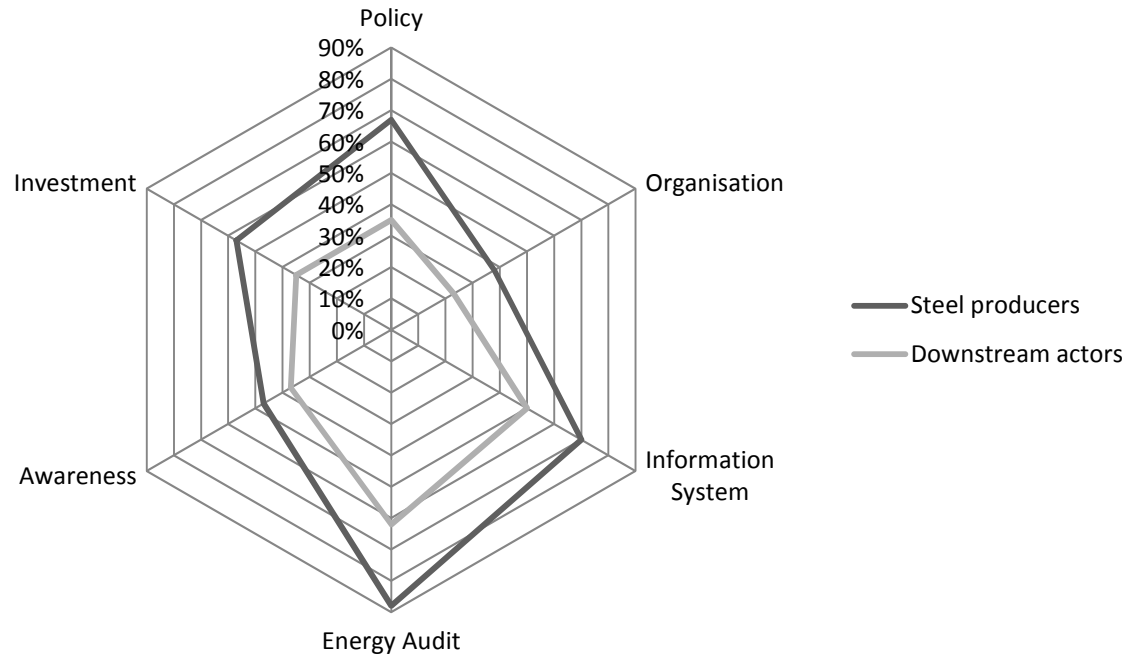 Policy
90%
80%
70%
60%
50%
40%
30%
20%
10%
0%
Investment
Organisation
Steel producers
Downstream actors
Awareness
Information
System
Energy Audit